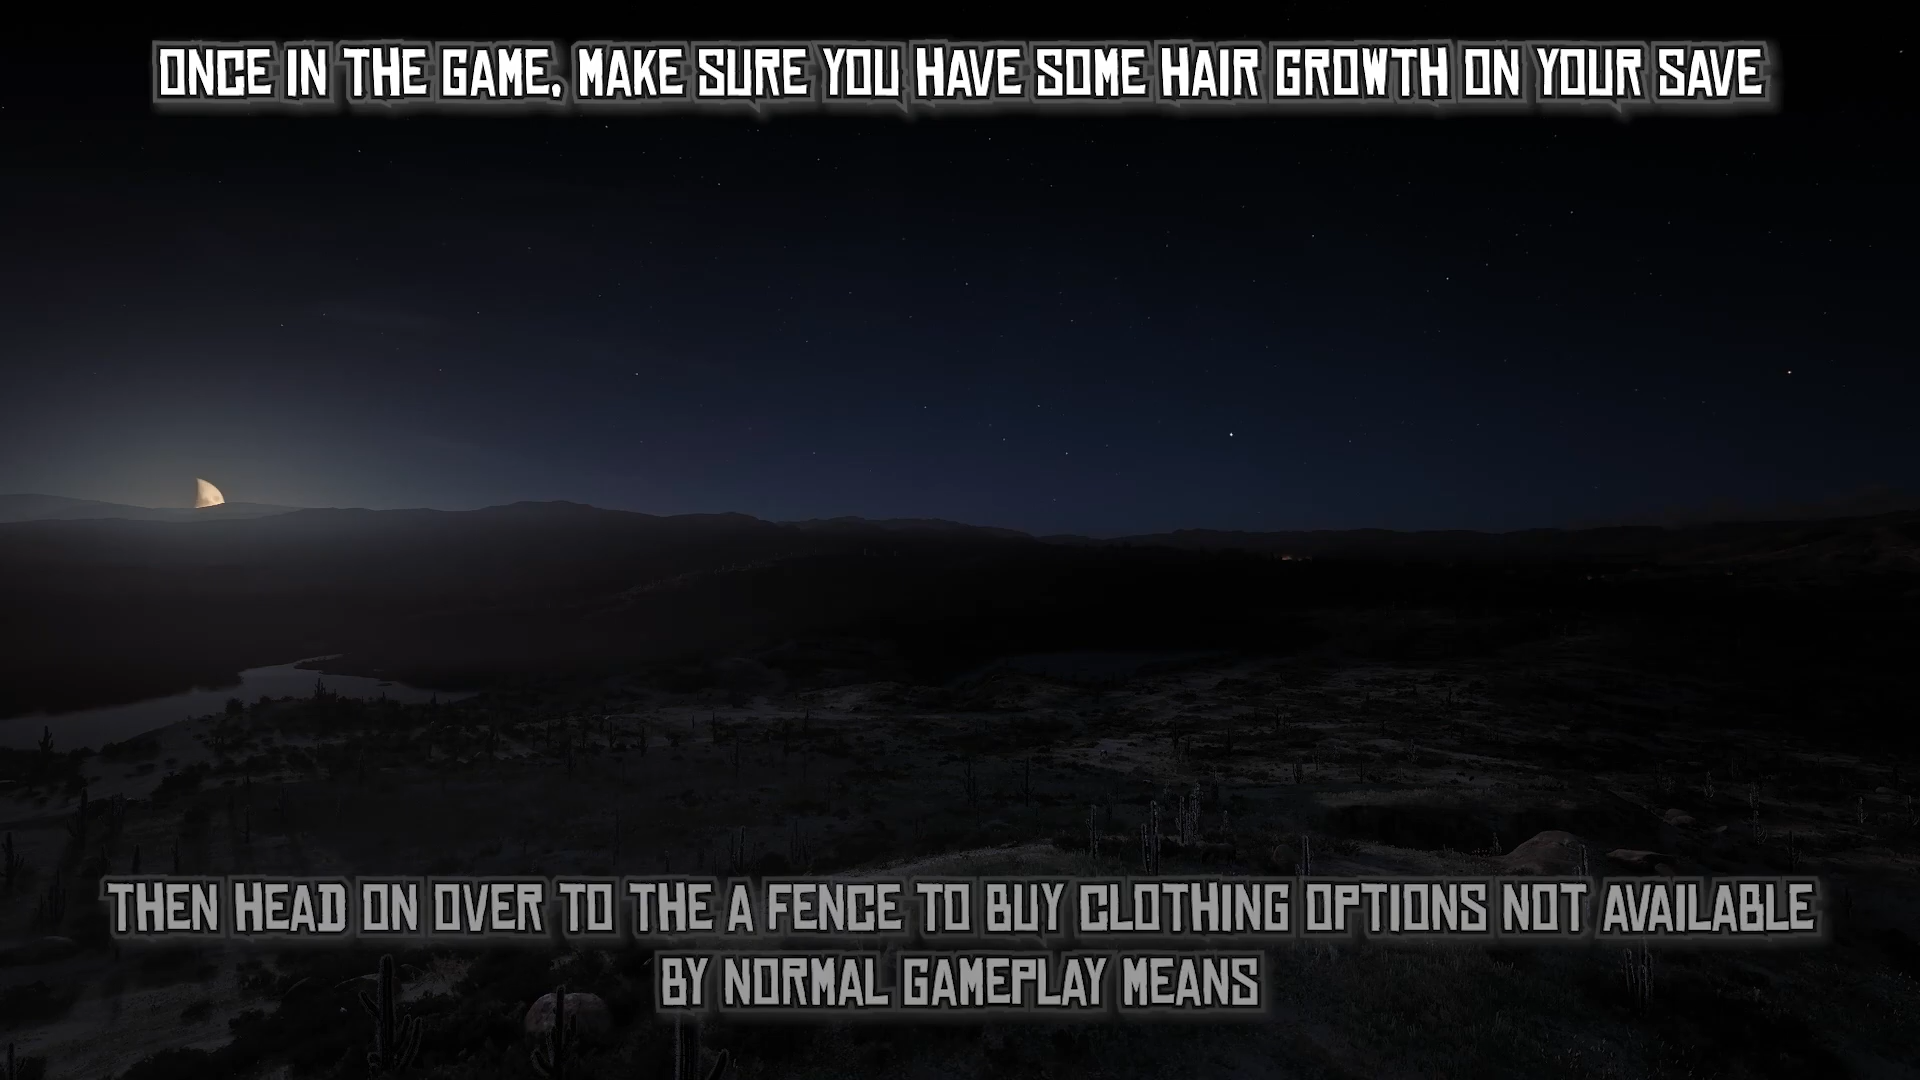 ONCE IN THE GAME, MAKE SURE YOU HAVE SOME HAIR GROWTH ON YOUR SAVE
THEN HEAD ON OVER TO THE A FENCE TO BUY CLOTHING OPTIONS NOT AVAILABLE
BY NORMAL GAMEPLAY MEANS